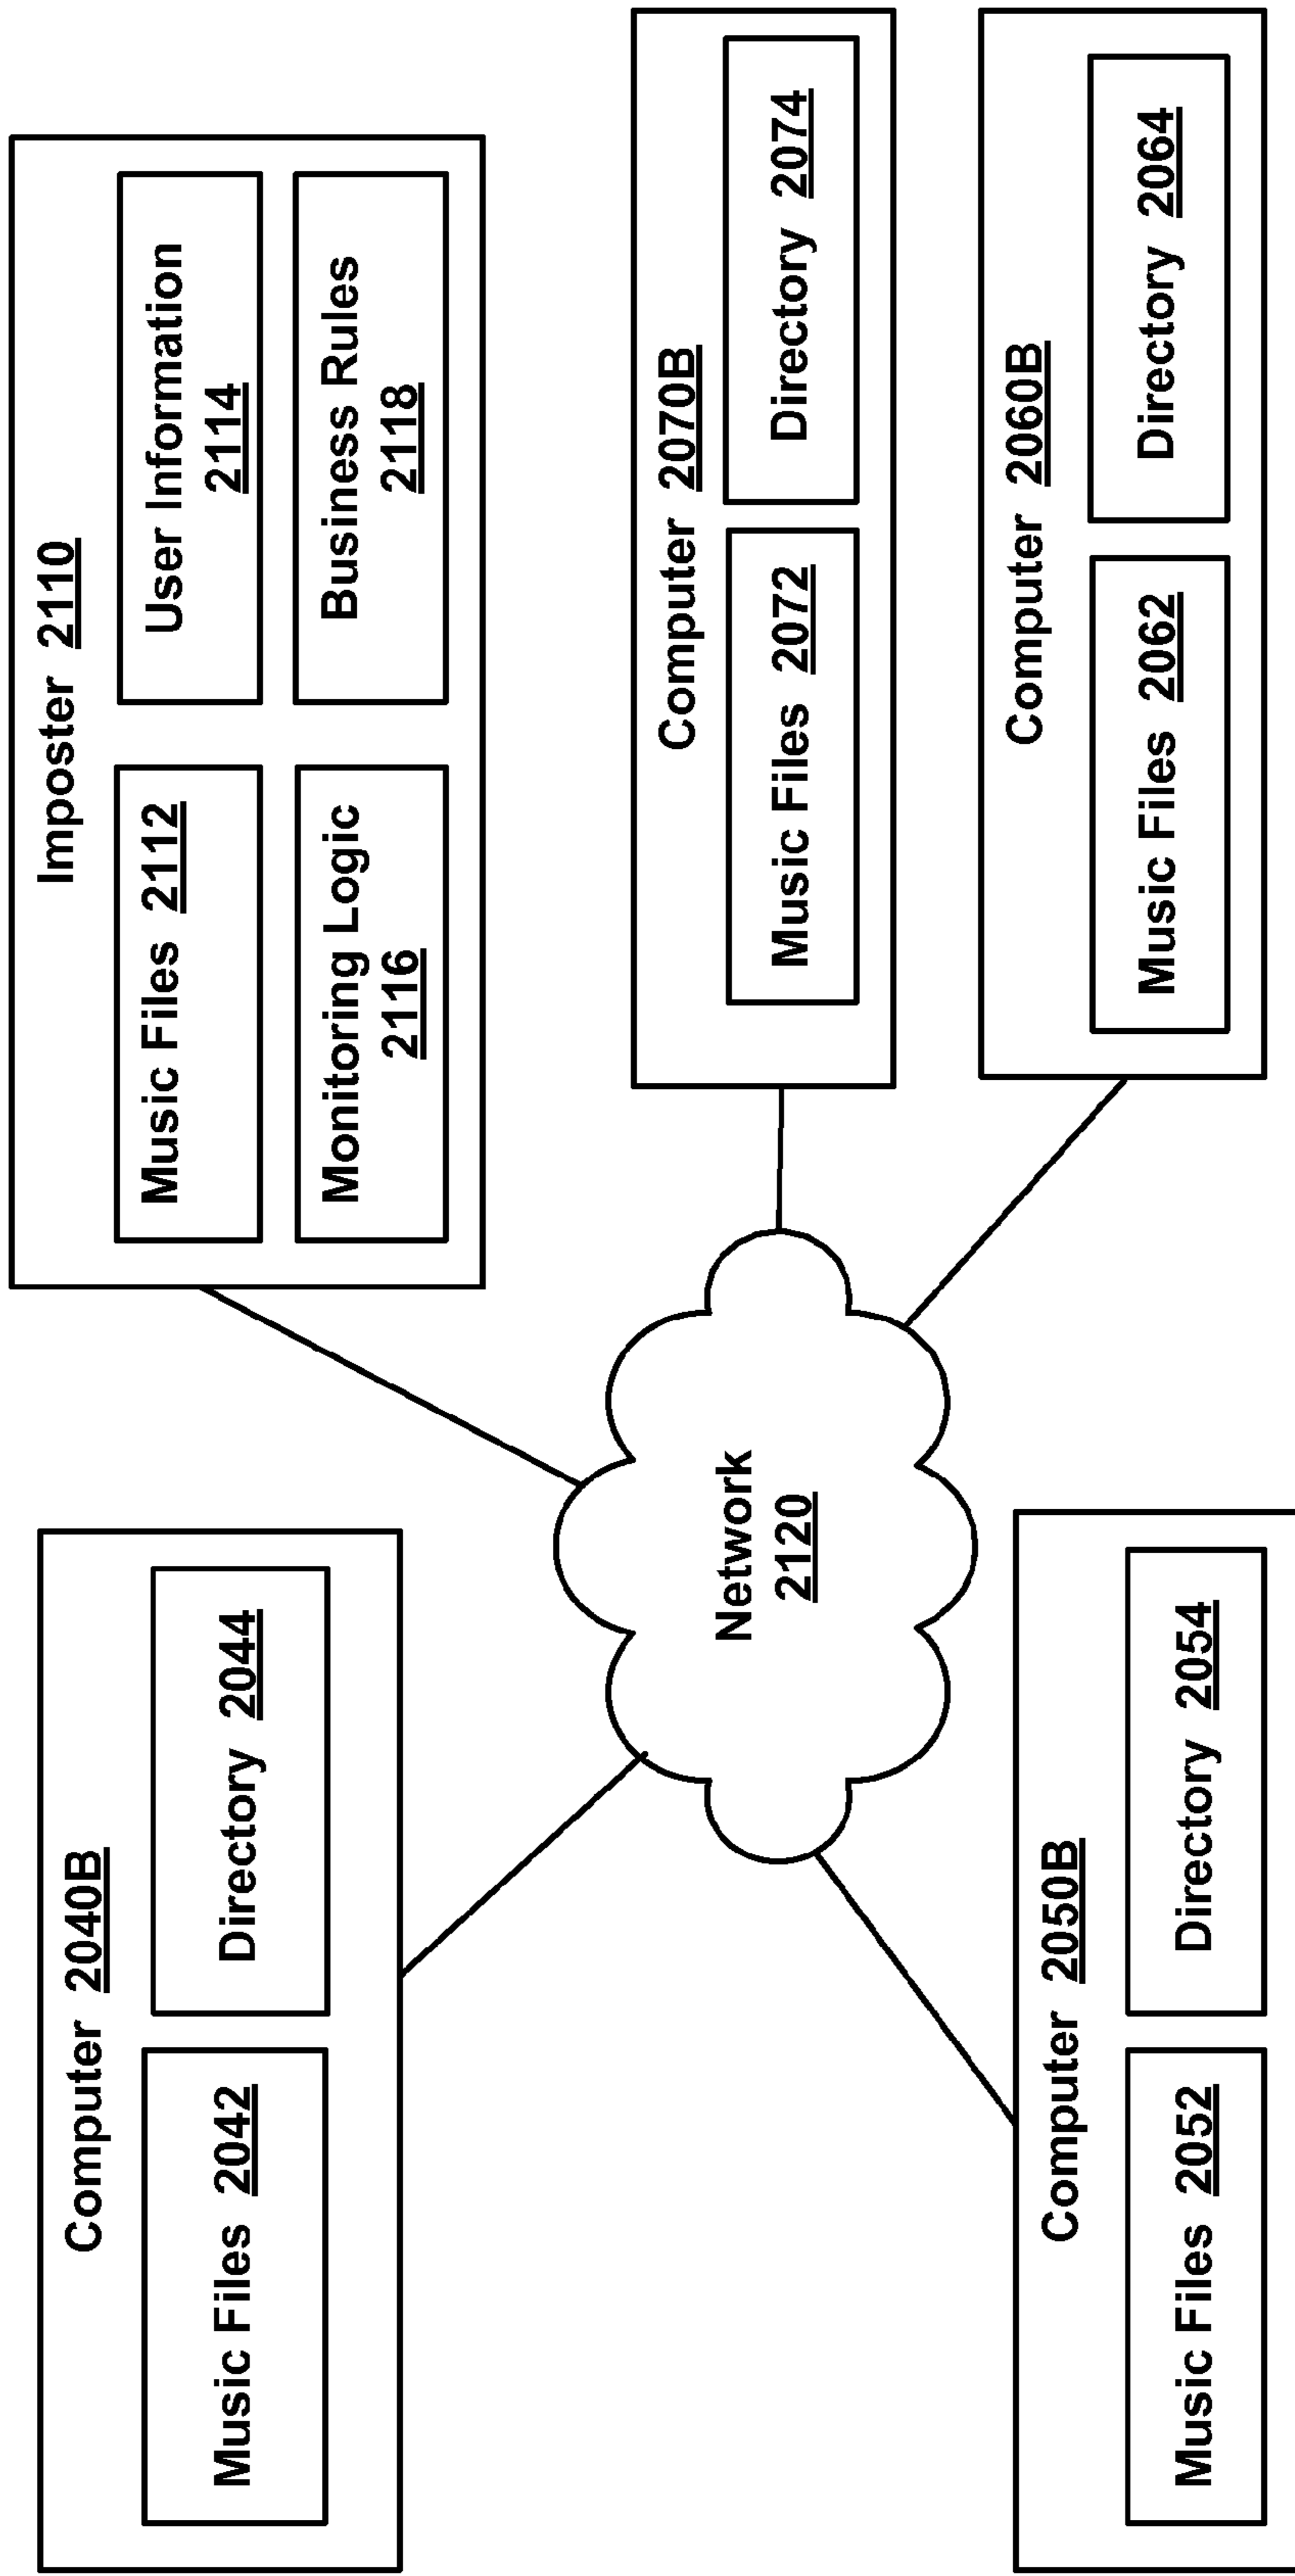 Computer 2040B
Music Files 2042
Directory 2044
Imposter 2110
Music Files 2112
User Information
2114
Monitoring Logic
2116
Business Rules
2118
Network
2120
Computer 2070B
Music Files 2072
Directory 2074
Computer 2050B
Music Files 2052
Directory 2054
Computer 2060B
Music Files 2062
Directory 2064